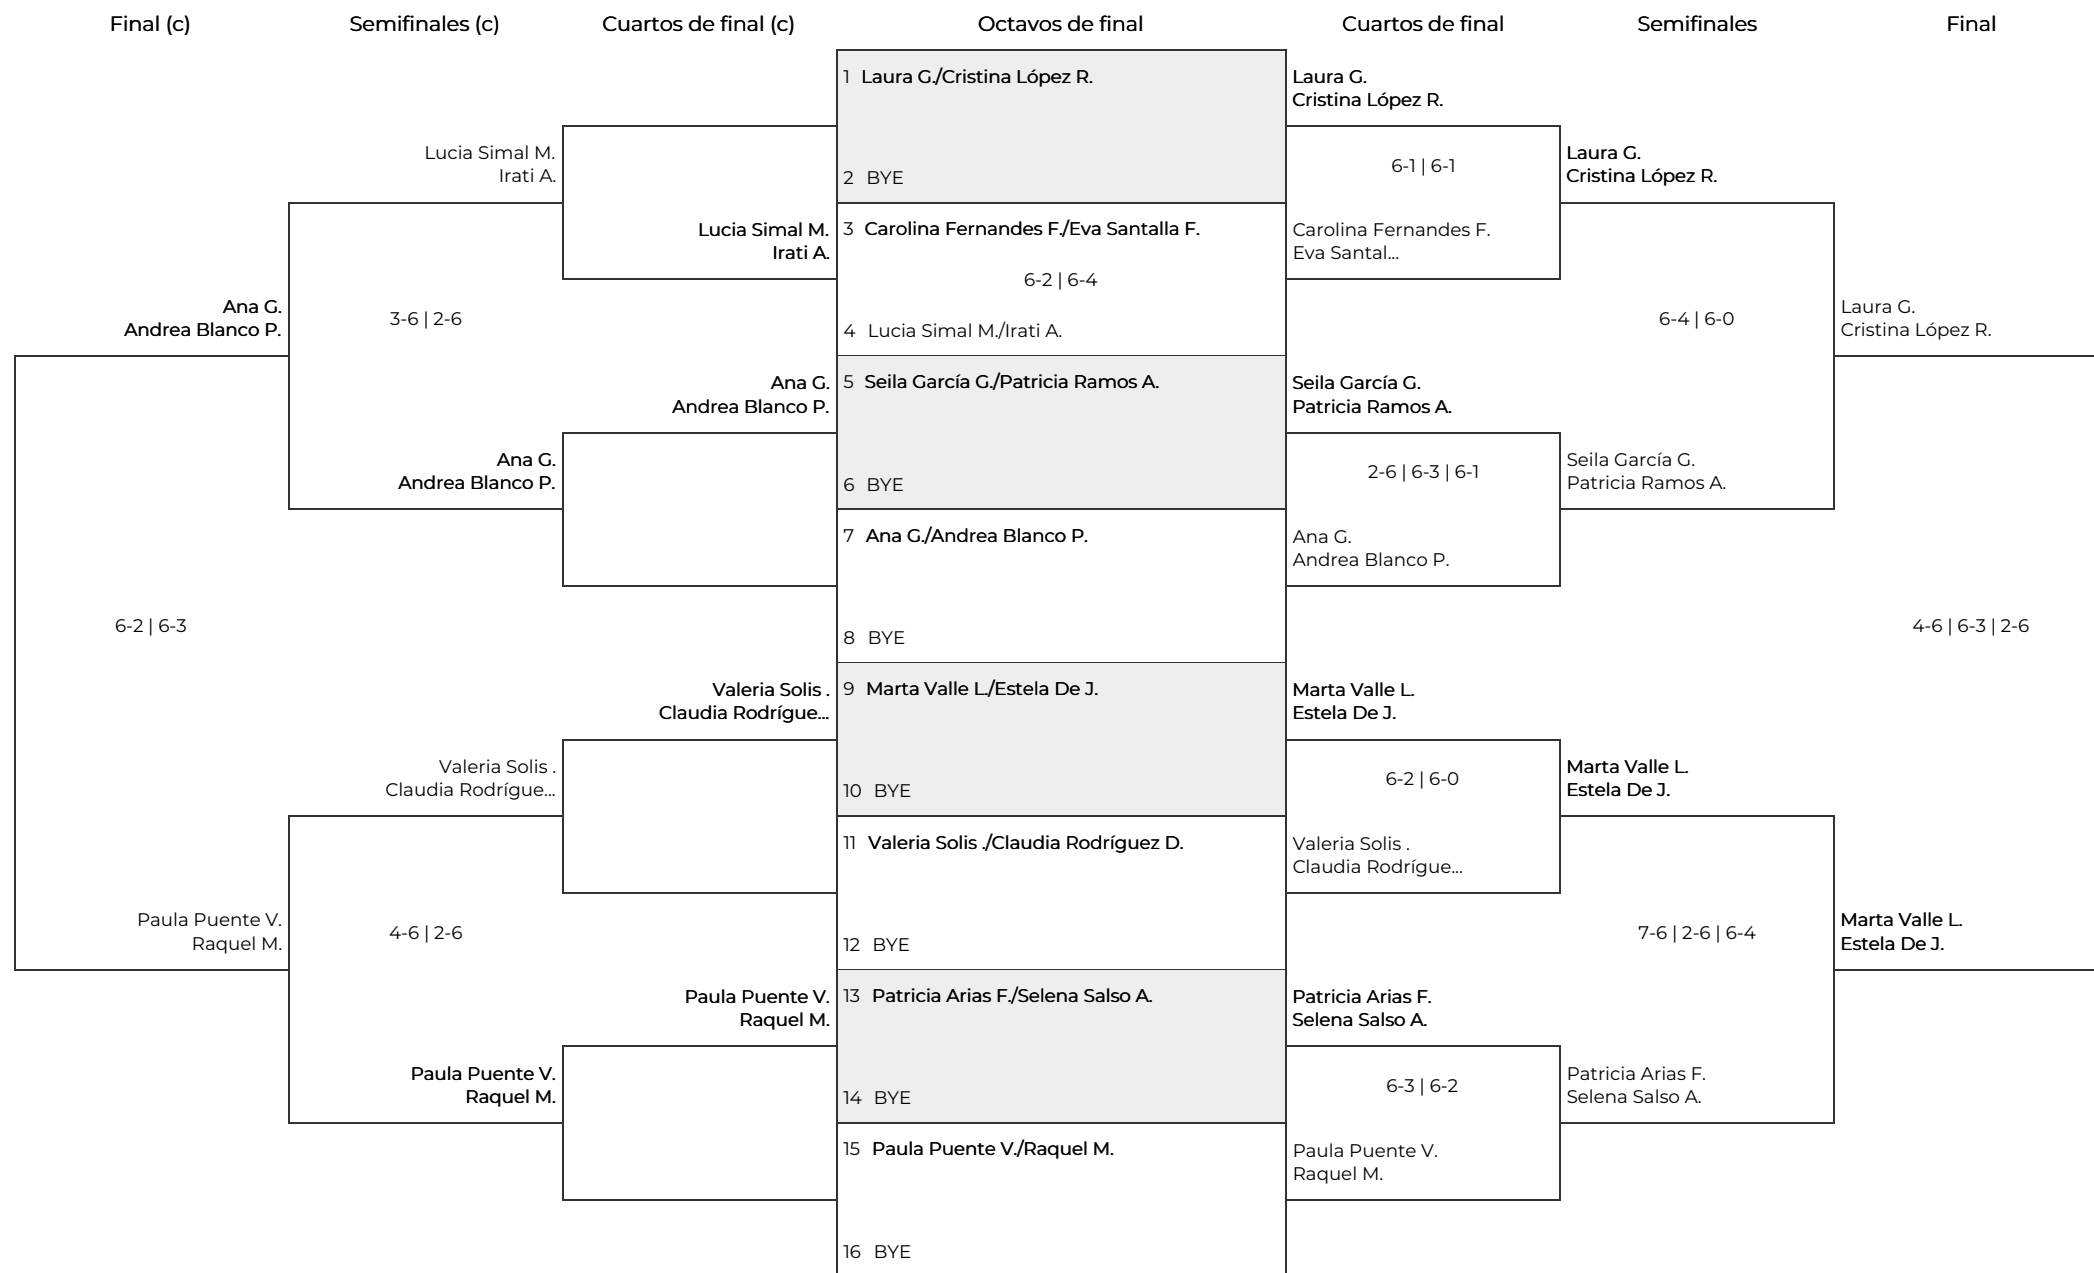 Final (c)
Semifinales (c)
Cuartos de final (c)
Octavos de final
Cuartos de final
Semifinales
Final
Ana G.
Andrea Blanco P.
6-2 | 6-3
Paula Puente V.
Raquel M.
Lucia Simal M.
Irati A.
3-6 | 2-6
Ana G.
Andrea Blanco P.
Valeria Solis .
Claudia Rodrígue...
4-6 | 2-6
Paula Puente V.
Raquel M.
Lucia Simal M.
Irati A.
Ana G.
Andrea Blanco P.
Valeria Solis .
Claudia Rodrígue...
Paula Puente V.
Raquel M.
1 Laura G./Cristina López R.
2 BYE
3 Carolina Fernandes F./Eva Santalla F.
6-2 | 6-4
4 Lucia Simal M./Irati A.
5 Seila García G./Patricia Ramos A.
6 BYE
7 Ana G./Andrea Blanco P.
8 BYE
9 Marta Valle L./Estela De J.
10 BYE
11 Valeria Solis ./Claudia Rodríguez D.
12 BYE
13 Patricia Arias F./Selena Salso A.
14 BYE
15 Paula Puente V./Raquel M.
16 BYE
Laura G.
Cristina López R.
6-1 | 6-1
Carolina Fernandes F.
Eva Santal...
Seila García G.
Patricia Ramos A.
2-6 | 6-3 | 6-1
Ana G.
Andrea Blanco P.
Marta Valle L.
Estela De J.
6-2 | 6-0
Valeria Solis .
Claudia Rodrígue...
Patricia Arias F.
Selena Salso A.
6-3 | 6-2
Paula Puente V.
Raquel M.
Laura G.
Cristina López R.
6-4 | 6-0
Seila García G.
Patricia Ramos A.
Marta Valle L.
Estela De J.
7-6 | 2-6 | 6-4
Patricia Arias F.
Selena Salso A.
Laura G.
Cristina López R.
4-6 | 6-3 | 2-6
Marta Valle L.
Estela De J.